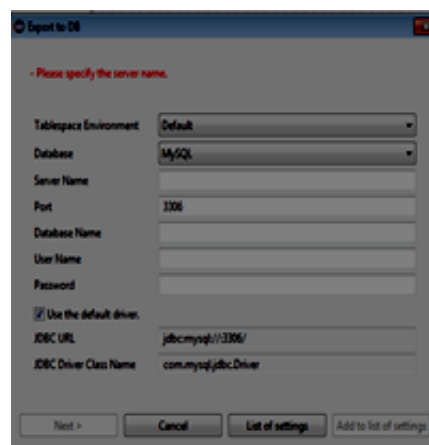 Export to DB
- Please specify the server name.
Tablespace Environment Default
Database MySQL
Server Name
Port 3306
Database Name
User Name
Password
Use the default driver.
JDBC URL jdbc:mysql://:3306/
JDBC Driver Class Name com.mysql.jdbc.Driver
Next > Cancel List of settings Add to list of settings